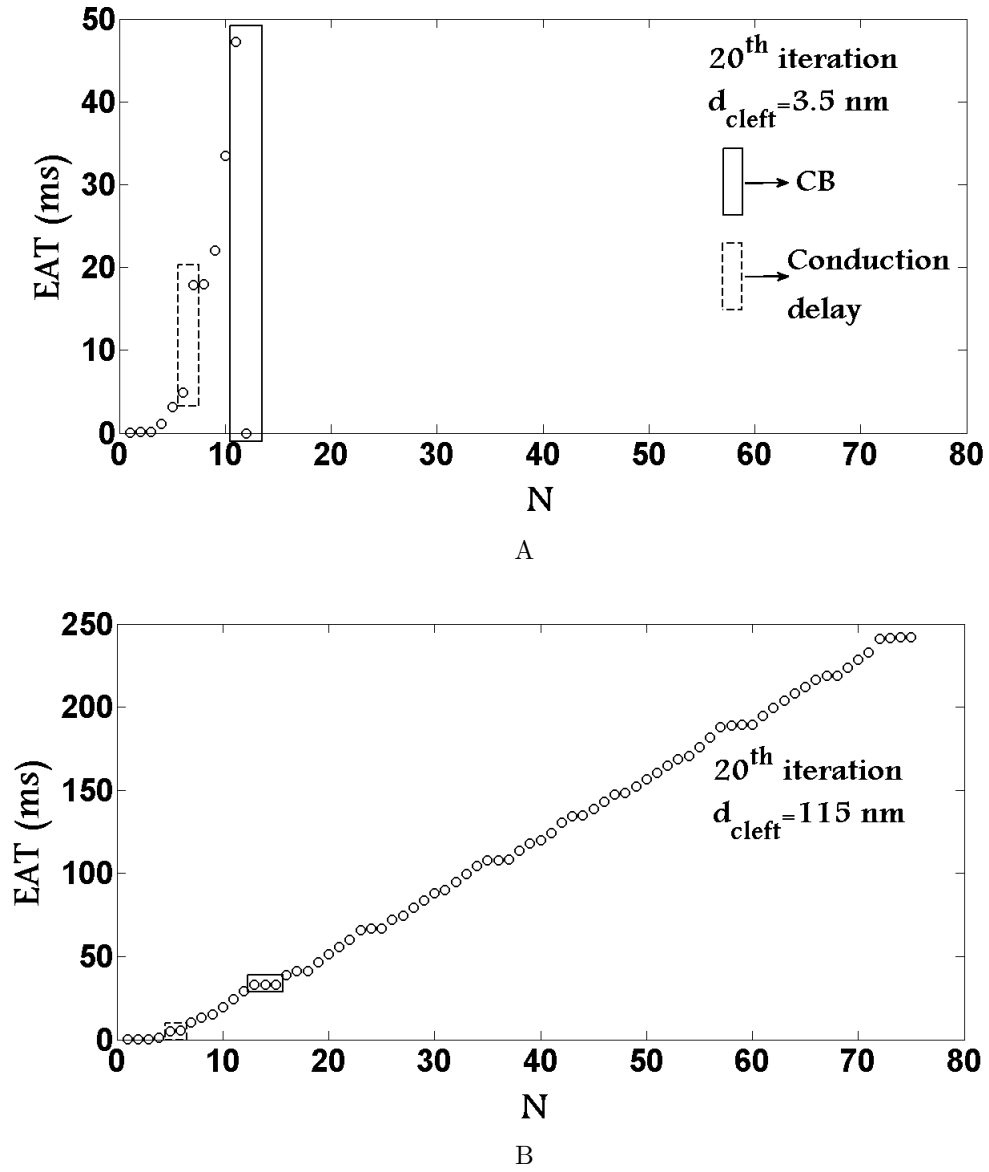 50
40
30
20
10
0
EAT (ms)
20th iteration
dcleft=3.5 nm
CB
Conduction
delay
0 10 20 30 40 50 60 70 80
N
A
250
200
150
100
50
0
EAT (ms)
20th iteration
dcleft=115 nm
0 10 20 30 40 50 60 70 80
N
B